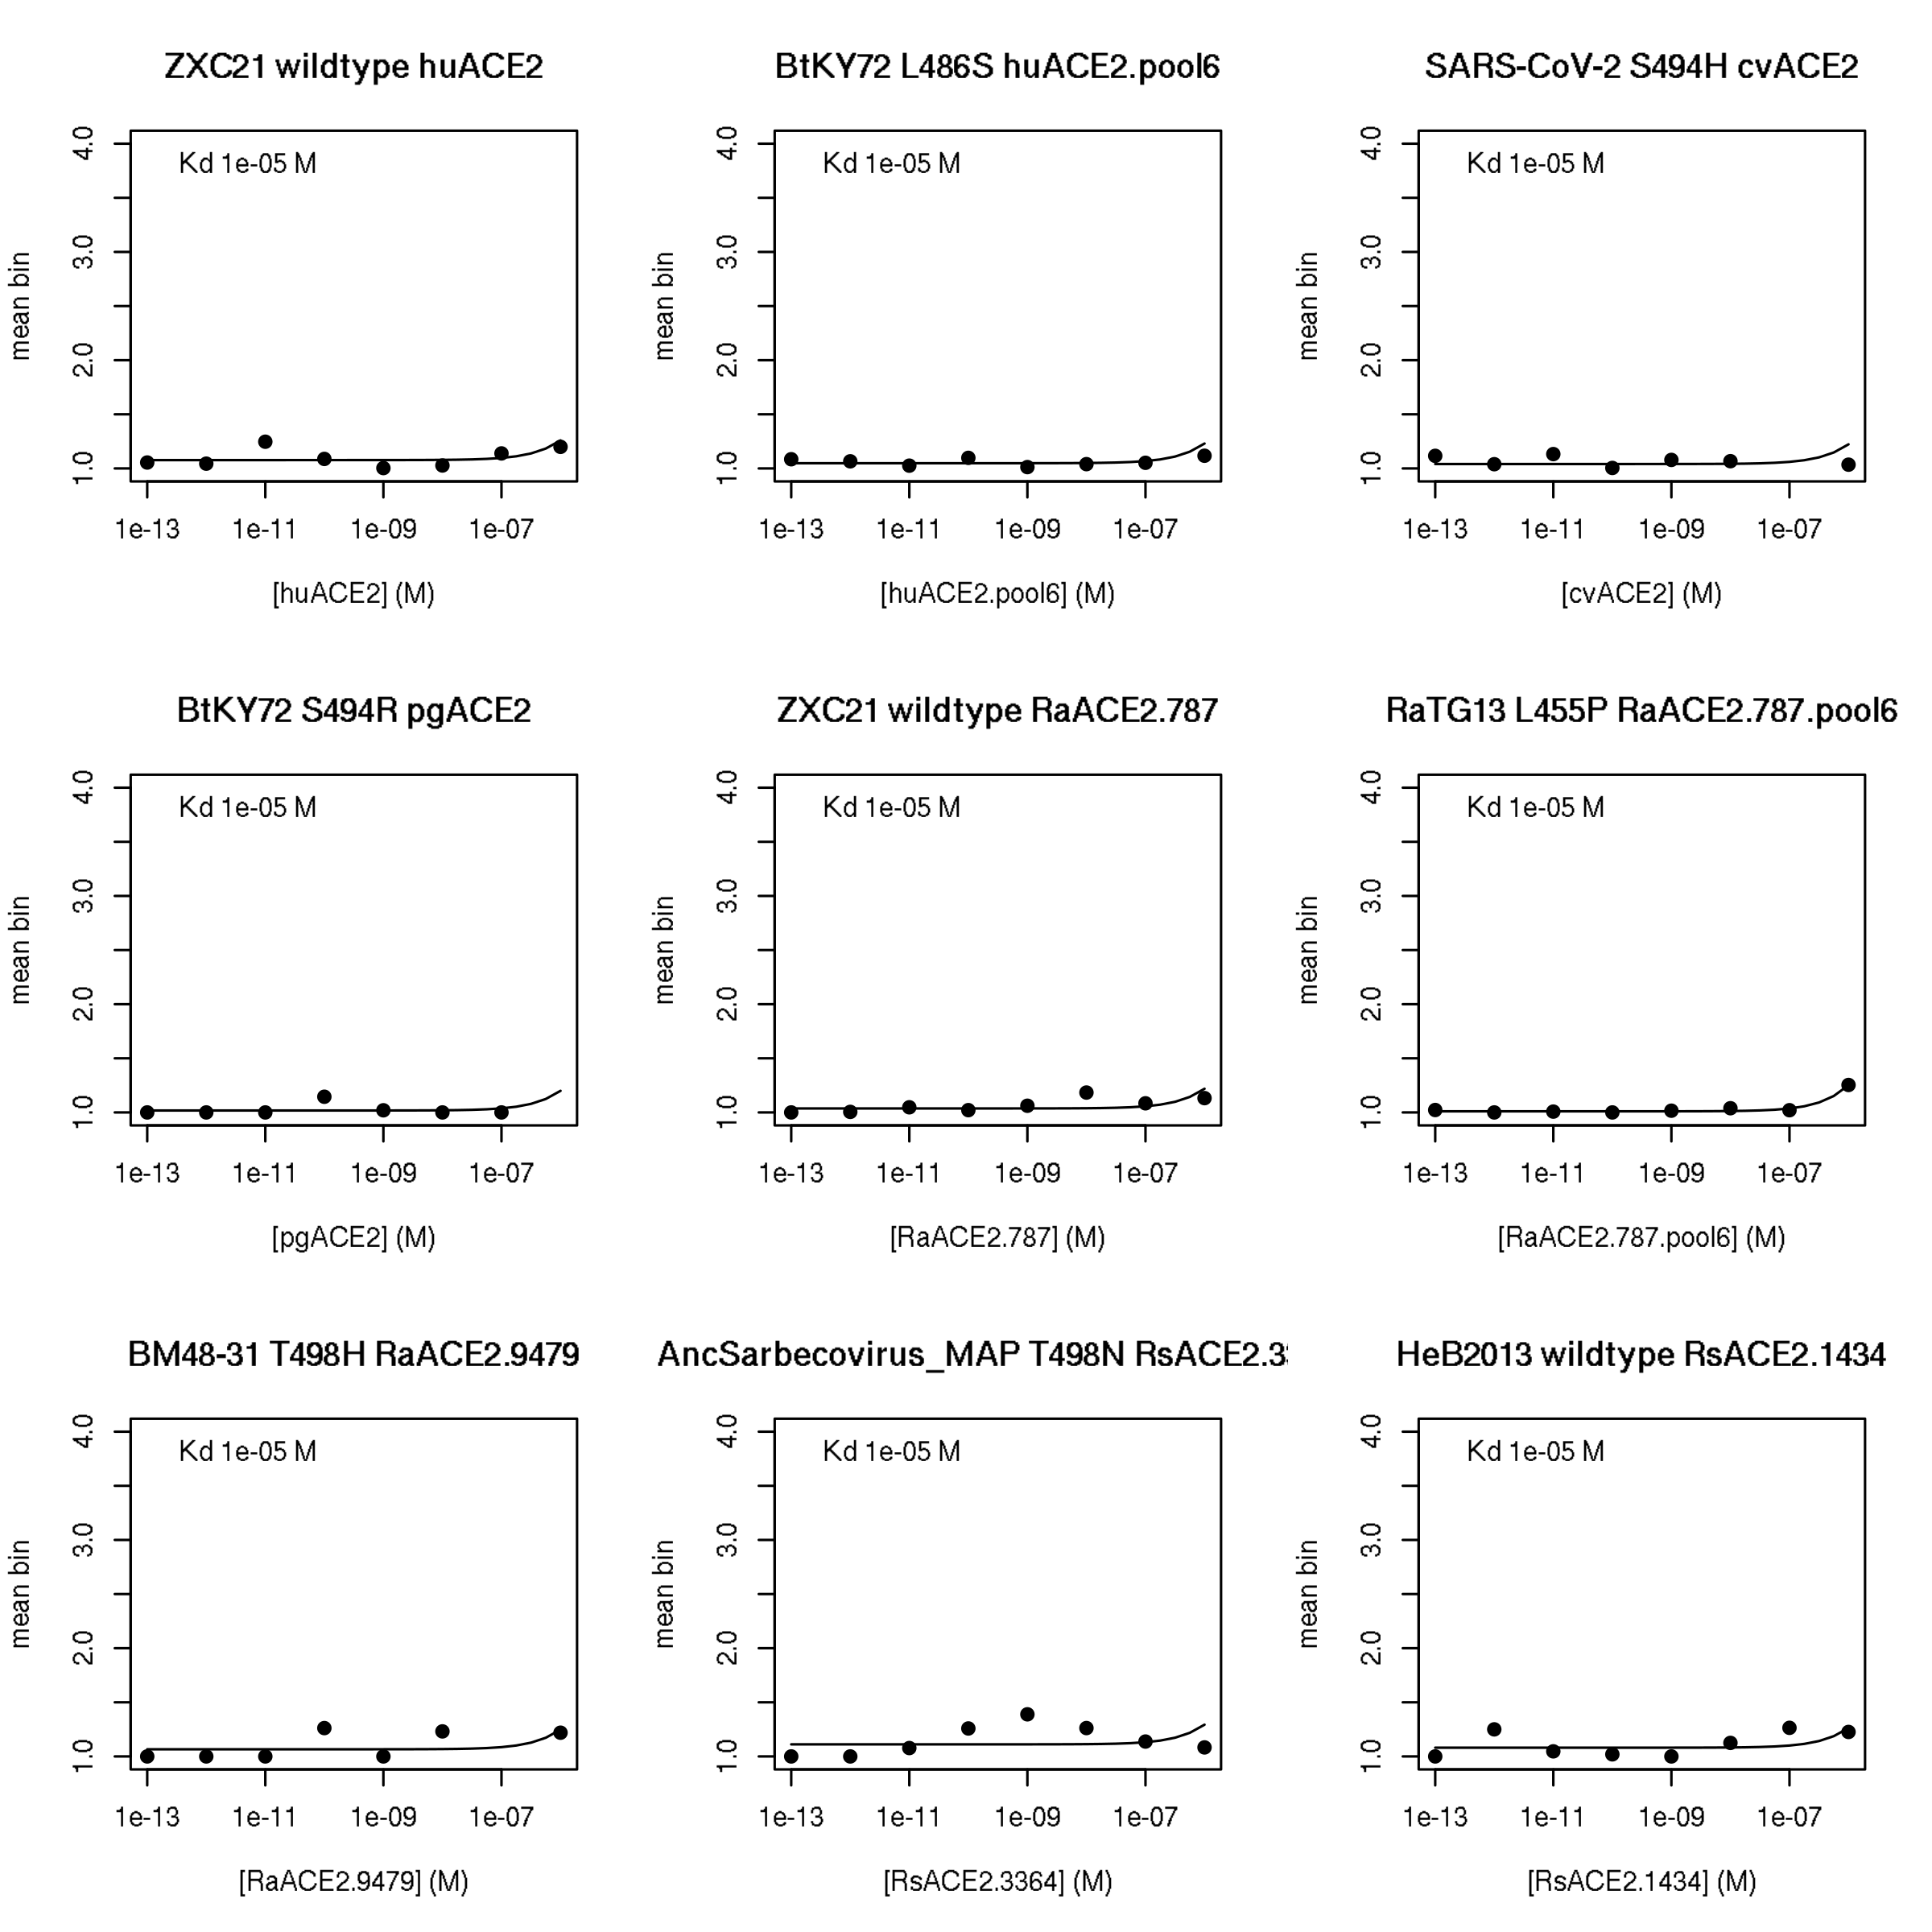 ZXC21 wildtype huACE2
Kd 1e-05 M
mean bin
4.0
3.0
2.0
1.0
1e-13 1e-11 1e-09 1e-07
[huACE2] (M)
BtKY72 L486S huACE2.pool6
Kd 1e-05 M
mean bin
4.0
3.0
2.0
1.0
1e-13 1e-11 1e-09 1e-07
[huACE2.pool6] (M)
SARS-CoV-2 S494H cvACE2
Kd 1e-05 M
mean bin
4.0
3.0
2.0
1.0
1e-13 1e-11 1e-09 1e-07
[cvACE2] (M)
BtKY72 S494R pgACE2
Kd 1e-05 M
mean bin
4.0
3.0
2.0
1.0
1e-13 1e-11 1e-09 1e-07
[pgACE2] (M)
ZXC21 wildtype RaACE2.787
Kd 1e-05 M
mean bin
4.0
3.0
2.0
1.0
1e-13 1e-11 1e-09 1e-07
[RaACE2.787] (M)
RaTG13 L455P RaACE2.787.pool6
Kd 1e-05 M
mean bin
4.0
3.0
2.0
1.0
1e-13 1e-11 1e-09 1e-07
[RaACE2.787.pool6] (M)
BM48-31 T498H RaACE2.9479
Kd 1e-05 M
mean bin
4.0
3.0
2.0
1.0
1e-13 1e-11 1e-09 1e-07
[RaACE2.9479] (M)
AncSarbecovirus_MAP T498N RsACE2.3
Kd 1e-05 M
mean bin
4.0
3.0
2.0
1.0
1e-13 1e-11 1e-09 1e-07
[RsACE2.3364] (M)
HeB2013 wildtype RsACE2.1434
Kd 1e-05 M
mean bin
4.0
3.0
2.0
1.0
1e-13 1e-11 1e-09 1e-07
[RsACE2.1434] (M)